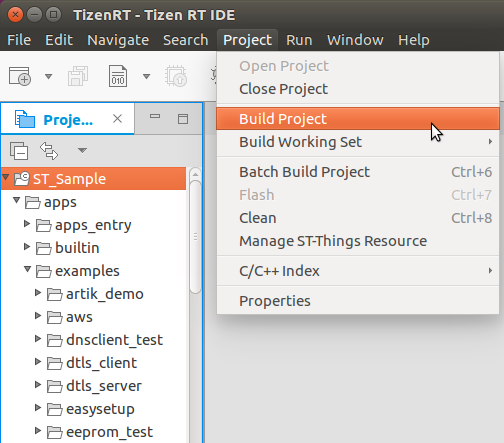 TizenRT - Tizen RT IDE
File Edit Navigate Search Project Run Window Help
010
Proje...
ST_Sample
apps
apps_entry
builtin
examples
artik_demo
aws
dnsclient_test
dtls_client
dtls_server
easysetup
eeprom_test
Open Project
Close Project
Build Project
Build Working Set
Batch Build Project Ctrl+6
Flash Ctrl+7
Clean Ctrl+8
Manage ST-Things Resource
C/C++ Index
Properties